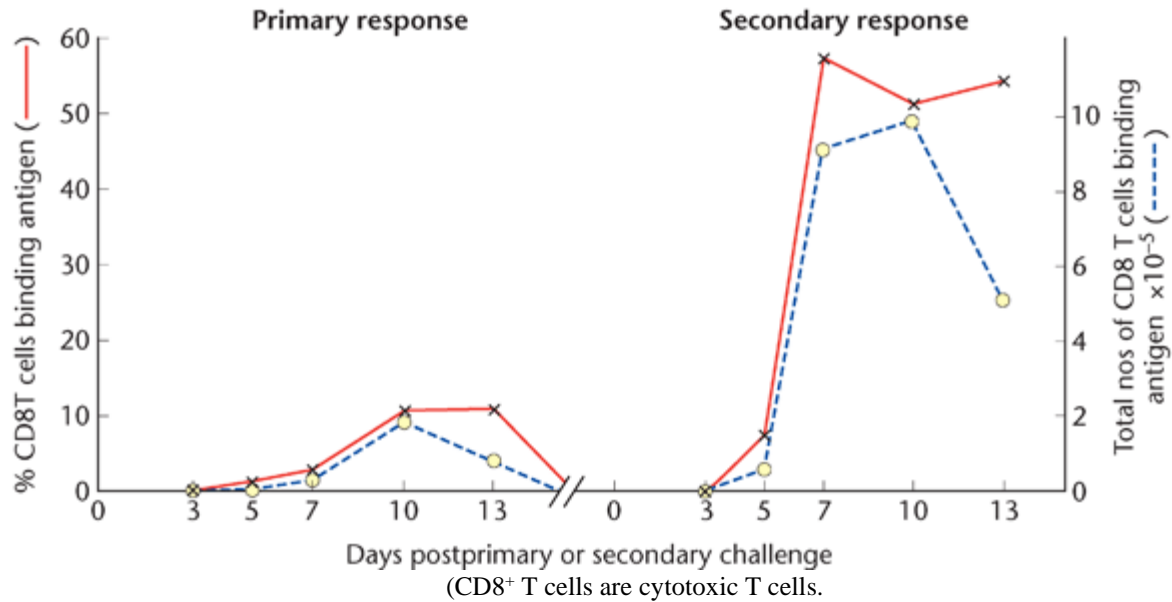 Primary response
Secondary response
% CD8T cells binding antigen (——)
60
50
40
30
20
10
0
Total nos of CD8 T cells binding
antigen ×10⁻⁵ (-----)
10
8
6
4
2
0
0 3 5 7 10 13 0 3 5 7 10 13
Days postprimary or secondary challenge
(CD8⁺ T cells are cytotoxic T cells.